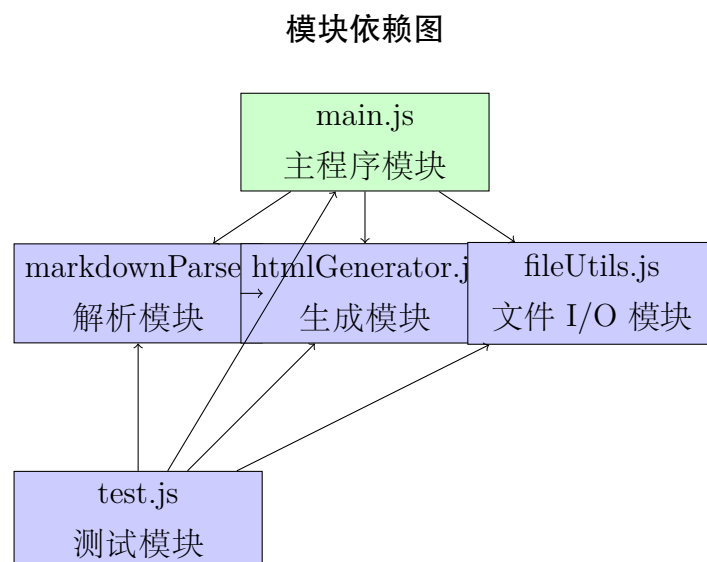 模块依赖图
main.js
主程序模块
markdownParse
解析模块
htmlGenerator.j
生成模块
fileUtils.js
文件 I/O 模块
test.js
测试模块